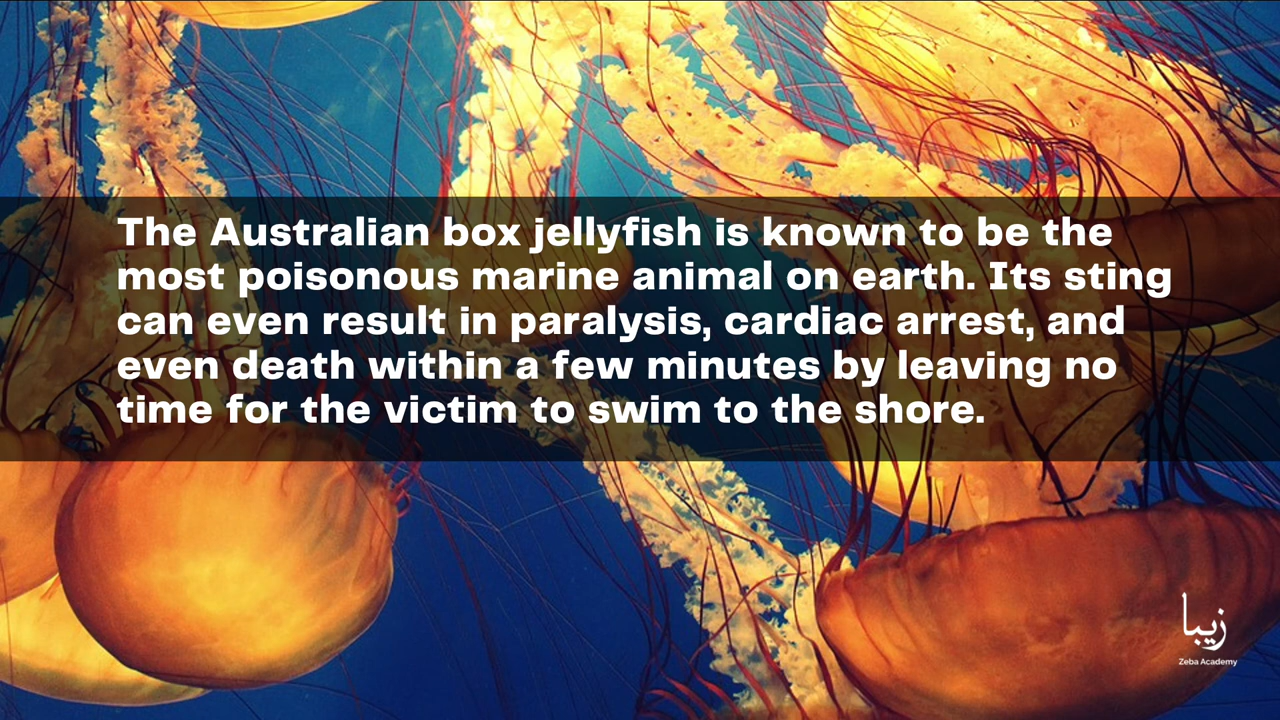 The Australian box jellyfish is known to be the
most poisonous marine animal on earth. Its sting
can even result in paralysis, cardiac arrest, and
even death within a few minutes by leaving no
time for the victim to swim to the shore.
زيبا
Zeba Academy